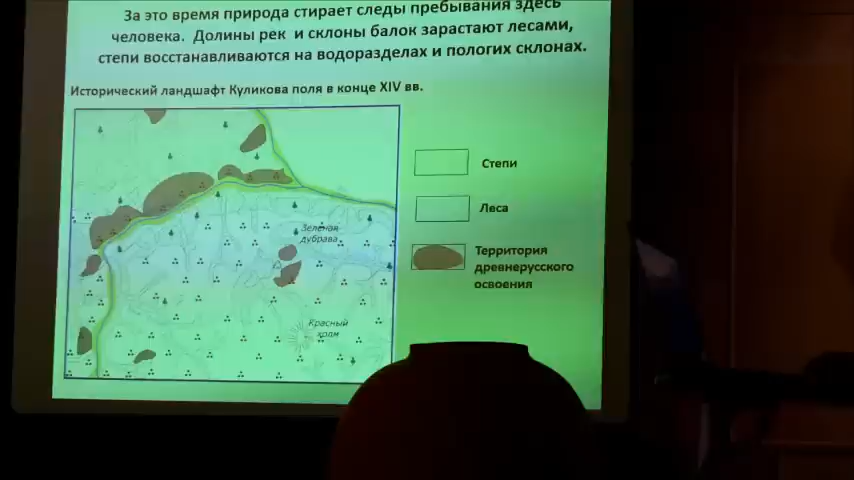 За это время природа стирает следы пребывания здесь
человека. Долины рек и склоны балок зарастают лесами,
степи восстанавливаются на водоразделах и пологих склонах.
Исторический ландшафт Куликова поля в конце XIV вв.
Степи
Леса
Территория
древнерусского
освоения
Зеленая
дубрава
Красный
холм